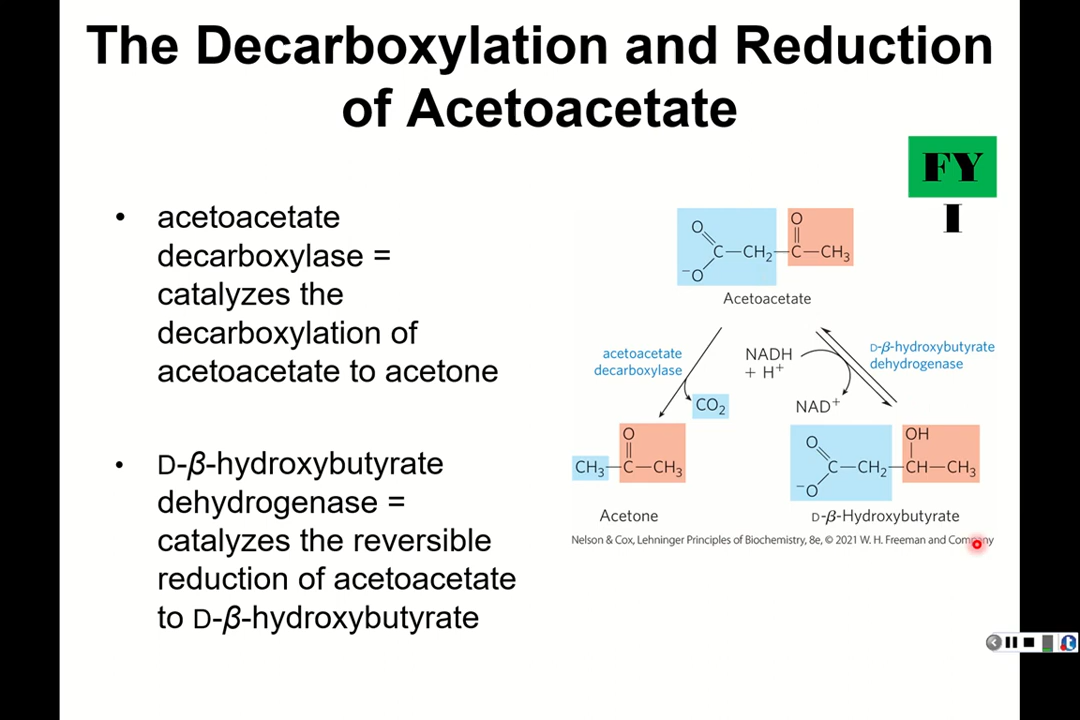 The Decarboxylation and Reduction
of Acetoacetate
FY
I
• acetoacetate
decarboxylase =
catalyzes the
decarboxylation of
acetoacetate to acetone
• D-β-hydroxybutyrate
dehydrogenase =
catalyzes the reversible
reduction of acetoacetate
to D-β-hydroxybutyrate
O O
C—CH₂—C—CH₃
⁻O
Acetoacetate
acetoacetate
decarboxylase
CO₂
NADH
+ H⁺
NAD⁺
D-β-hydroxybutyrate
dehydrogenase
O
CH₃—C—CH₃
Acetone
O OH
C—CH₂—CH—CH₃
⁻O
D-β-Hydroxybutyrate
Nelson & Cox, Lehninger Principles of Biochemistry, 8e, © 2021 W. H. Freeman and Company